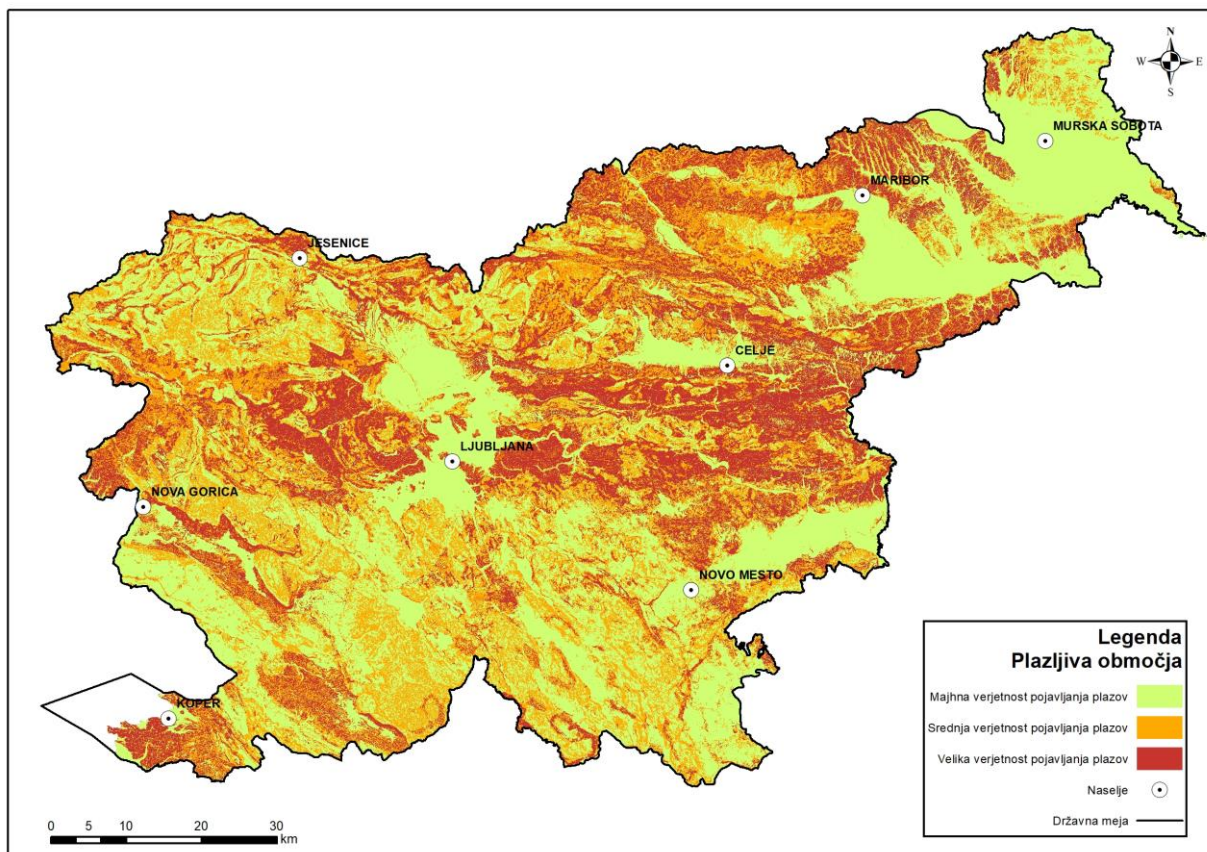 N
W
E
S
MURSKA SOBOTA
MARIBOR
JESENICE
CELJE
LJUBLJANA
NOVA GORICA
NOVO MESTO
KOPER
Legenda
Plazljiva območja
Majhna verjetnost pojavljanja plazov
Srednja verjetnost pojavljanja plazov
Velika verjetnost pojavljanja plazov
Naselje
Državna meja
0 5 10 20 30
km